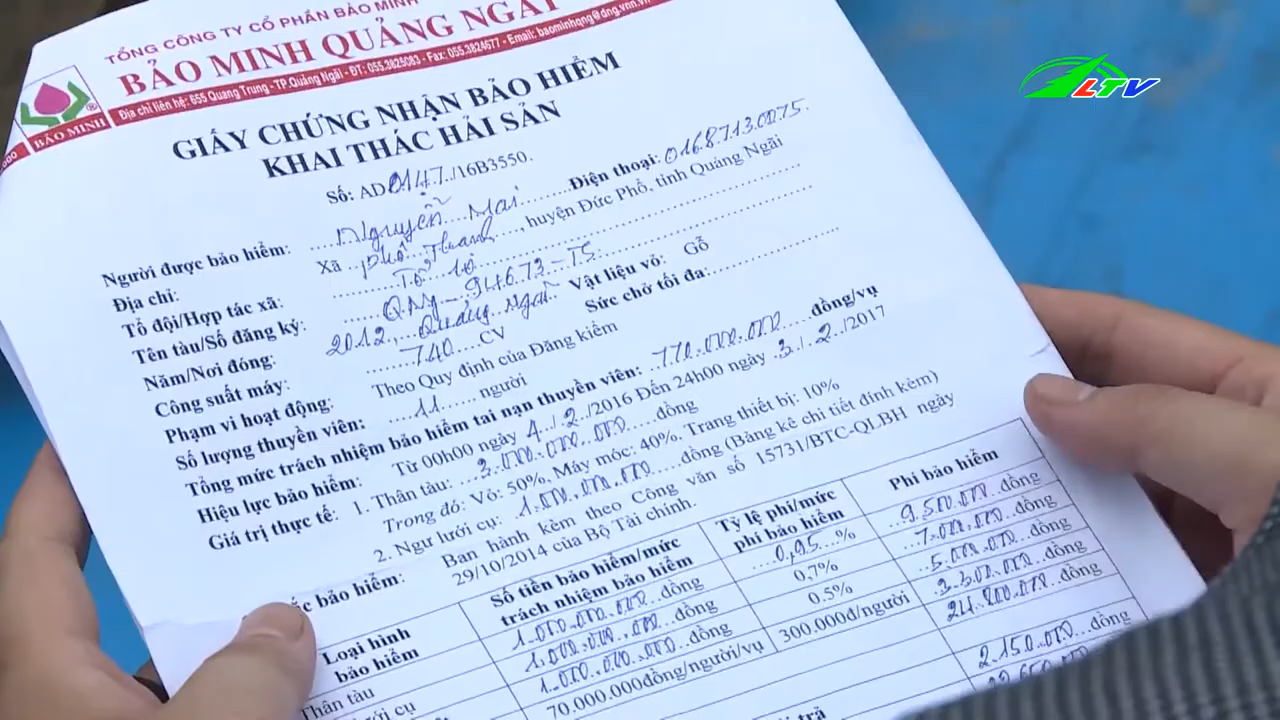 LTV
TỔNG CÔNG TY CỔ PHẦN BẢO MINH
BẢO MINH QUẢNG NGÃI
Địa chỉ liên hệ: 655 Quang Trung - TP.Quảng Ngãi - ĐT: 055.3825083 - Fax: 055.3824677 - Email: baominhqng@dng.vnn.vn
BẢO MINH®
GIẤY CHỨNG NHẬN BẢO HIỂM
KHAI THÁC HẢI SẢN
Số: AD0147../16B3550.
Người được bảo hiểm: ....Nguyễn....Mai.......Điện thoại: 0168.713.0075.
Địa chỉ: Xã ..Phổ..Thạnh...., huyện Đức Phổ, tỉnh Quảng Ngãi
Tổ đội/Hợp tác xã: ..........Tổ 10..........
Tên tàu/Số đăng ký: ......QNg-94673-TS..........
Năm/Nơi đóng: 2012.,...Quảng..Ngãi.. Vật liệu vỏ: Gỗ
Công suất máy: ........740....CV Sức chở tối đa:..........
Phạm vi hoạt động: Theo Quy định của Đăng kiểm
Số lượng thuyền viên: .....11...... người
Tổng mức trách nhiệm bảo hiểm tai nạn thuyền viên: ..770.000.000.....đồng/vụ
Hiệu lực bảo hiểm: Từ 00h00 ngày 4../.2../2016 Đến 24h00 ngày .3./..2../2017
Giá trị thực tế: 1. Thân tàu: ...3.000.000.000....đồng
Trong đó: Vỏ: 50%, Máy móc: 40%, Trang thiết bị: 10%
2. Ngư lưới cụ: .1.000.000.000....đồng (Bảng kê chi tiết đính kèm)
ắc bảo hiểm: Ban hành kèm theo Công văn số 15731/BTC-QLBH ngày
29/10/2014 của Bộ Tài chính.
Loại hình bảo hiểm Số tiền bảo hiểm/mức trách nhiệm bảo hiểm Tỷ lệ phí/mức phí bảo hiểm Phí bảo hiểm
Thân tàu 1.000.000.000..đồng 0,95...% ..9.500.000..đồng
ưới cụ 1.000.000.000..đồng 0,7% ..7.000.000..đồng
1.000.000.000..đồng 0.5% ..5.000.000..đồng
70.000.000đồng/người/vụ 300.000đ/người ..3.300.000..đồng
24.800.000..đồng
2.150.000..đồng
đồng